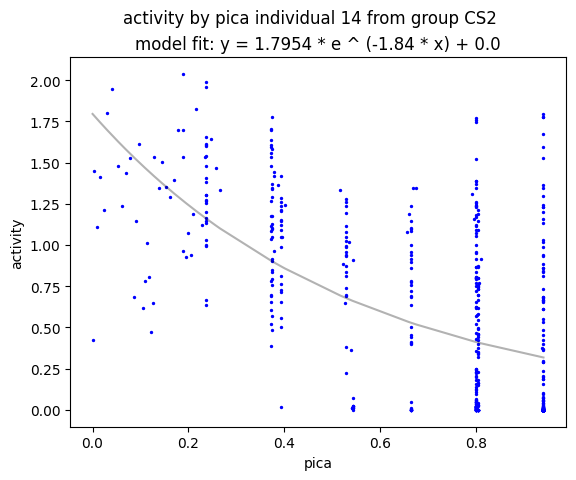 activity by pica individual 14 from group CS2
model fit: y = 1.7954 * e ^ (-1.84 * x) + 0.0
2.00
1.75
1.50
1.25
1.00
0.75
0.50
0.25
0.00
activity
0.0 0.2 0.4 0.6 0.8
pica